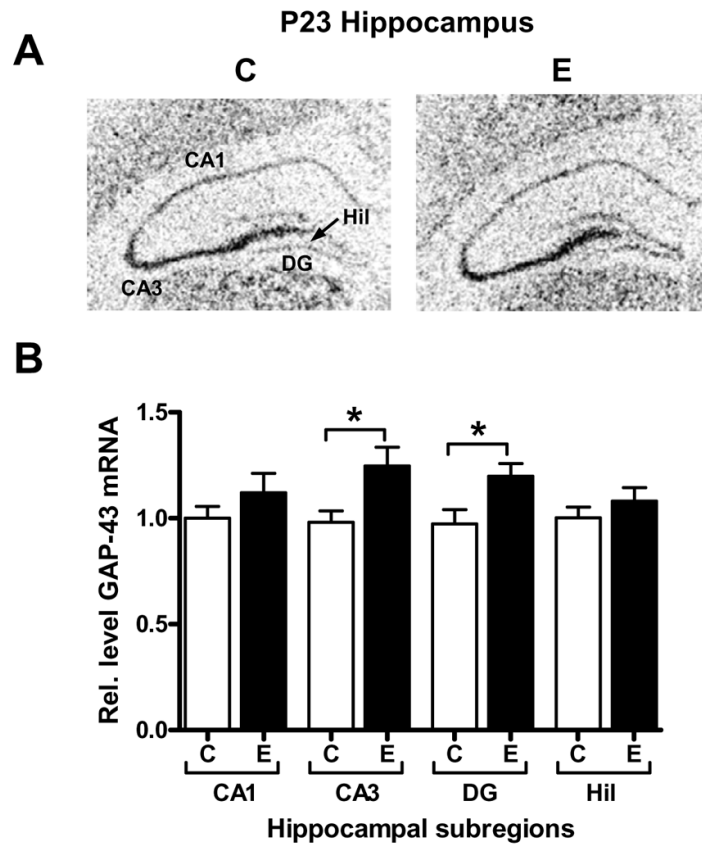 P23 Hippocampus
A
C
E
CA1
Hil
DG
CA3
B
Rel. level GAP-43 mRNA
1.5
1.0
0.5
0.0
*
*
C E C E C E C E
CA1 CA3 DG Hil
Hippocampal subregions